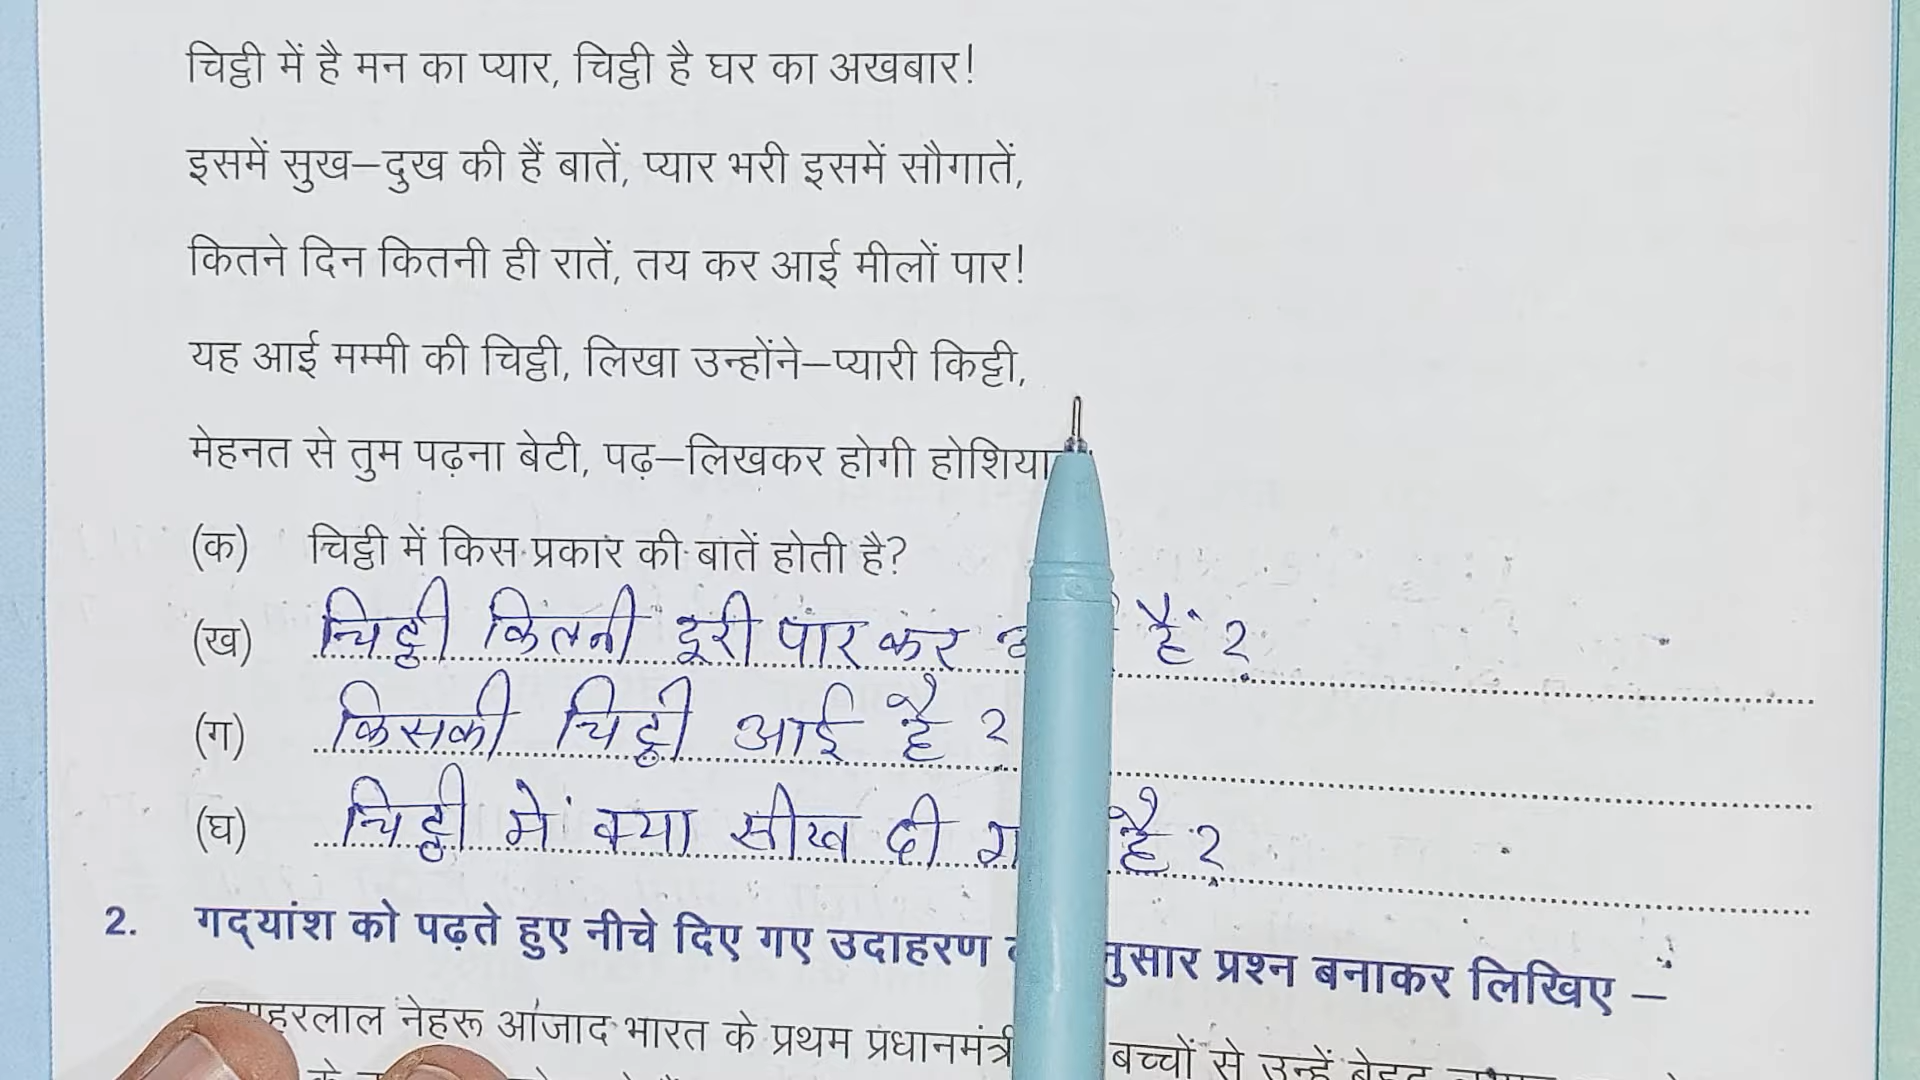 चिट्ठी में है मन का प्यार, चिट्ठी है घर का अखबार!
इसमें सुख–दुख की हैं बातें, प्यार भरी इसमें सौगातें,
कितने दिन कितनी ही रातें, तय कर आई मीलों पार!
यह आई मम्मी की चिट्ठी, लिखा उन्होंने–प्यारी किट्टी,
मेहनत से तुम पढ़ना बेटी, पढ़–लिखकर होगी होशिया
(क) चिट्ठी में किस प्रकार की बातें होती है?
(ख) चिट्ठी कितनी दूरी पार कर हैं ?
(ग) किसकी चिट्ठी आई है ?
(घ) चिट्ठी में क्या सीख दी है ?
2. गद्यांश को पढ़ते हुए नीचे दिए गए उदाहरण नुसार प्रश्न बनाकर लिखिए –
हरलाल नेहरू आजाद भारत के प्रथम प्रधानमंत्री बच्चों से उन्हें